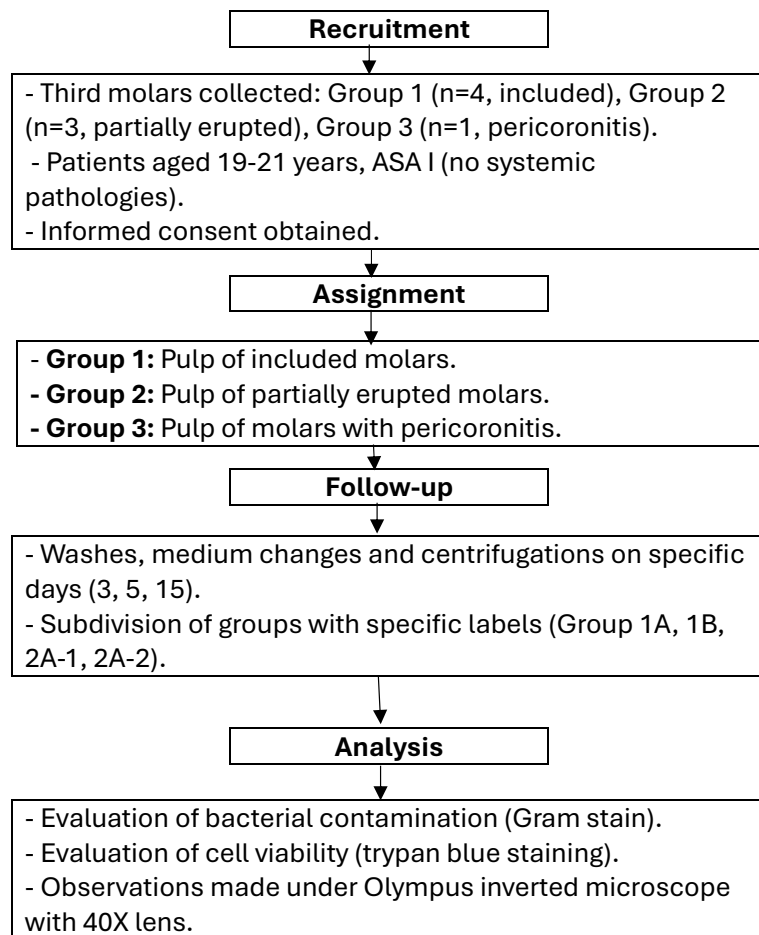 Recruitment
- Third molars collected: Group 1 (n=4, included), Group 2
(n=3, partially erupted), Group 3 (n=1, pericoronitis).
- Patients aged 19-21 years, ASA I (no systemic
pathologies).
- Informed consent obtained.
Assignment
- Group 1: Pulp of included molars.
- Group 2: Pulp of partially erupted molars.
- Group 3: Pulp of molars with pericoronitis.
Follow-up
- Washes, medium changes and centrifugations on specific
days (3, 5, 15).
- Subdivision of groups with specific labels (Group 1A, 1B,
2A-1, 2A-2).
Analysis
- Evaluation of bacterial contamination (Gram stain).
- Evaluation of cell viability (trypan blue staining).
- Observations made under Olympus inverted microscope
with 40X lens.